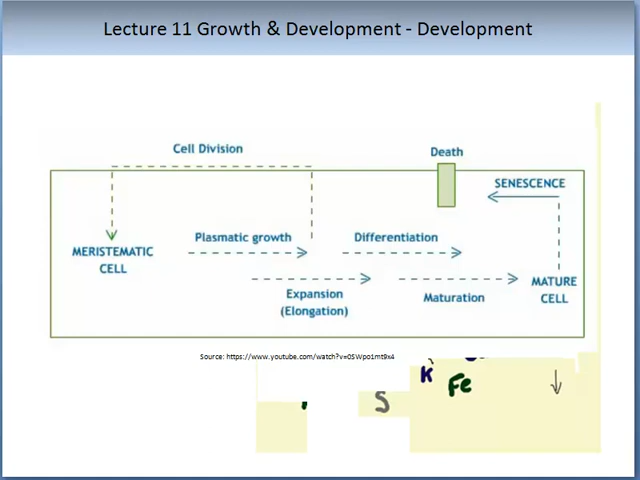 Lecture 11 Growth & Development - Development
Cell Division
Death
SENESCENCE
MERISTEMATIC
CELL
Plasmatic growth
Differentiation
Expansion
(Elongation)
Maturation
MATURE
CELL
Source: https://www.youtube.com/watch?v=0SWpo1mt9x4
K
Fe
S